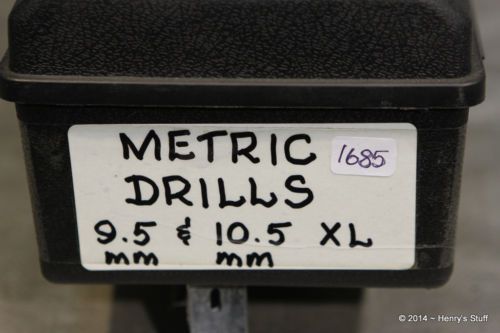 METRIC
1685
DRILLS
9.5 & 10.5 XL
mm mm
© 2014 ~ Henry's Stuff